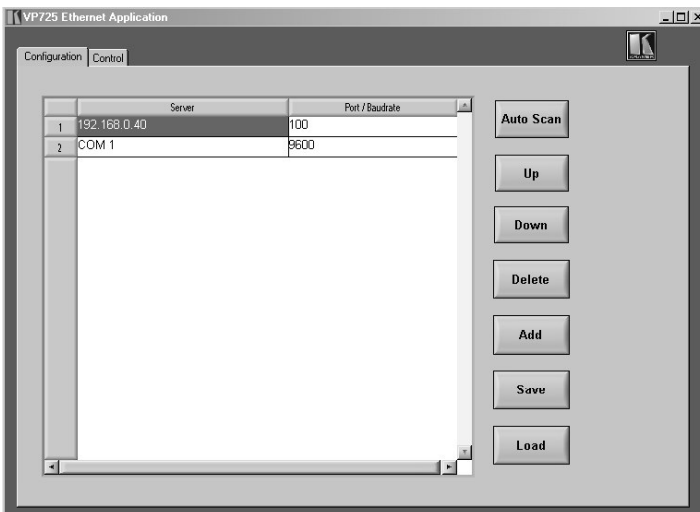 VP725 Ethernet Application
Configuration Control
Server Port / Baudrate
1 192.168.0.40 100
2 COM 1 9600
Auto Scan
Up
Down
Delete
Add
Save
Load